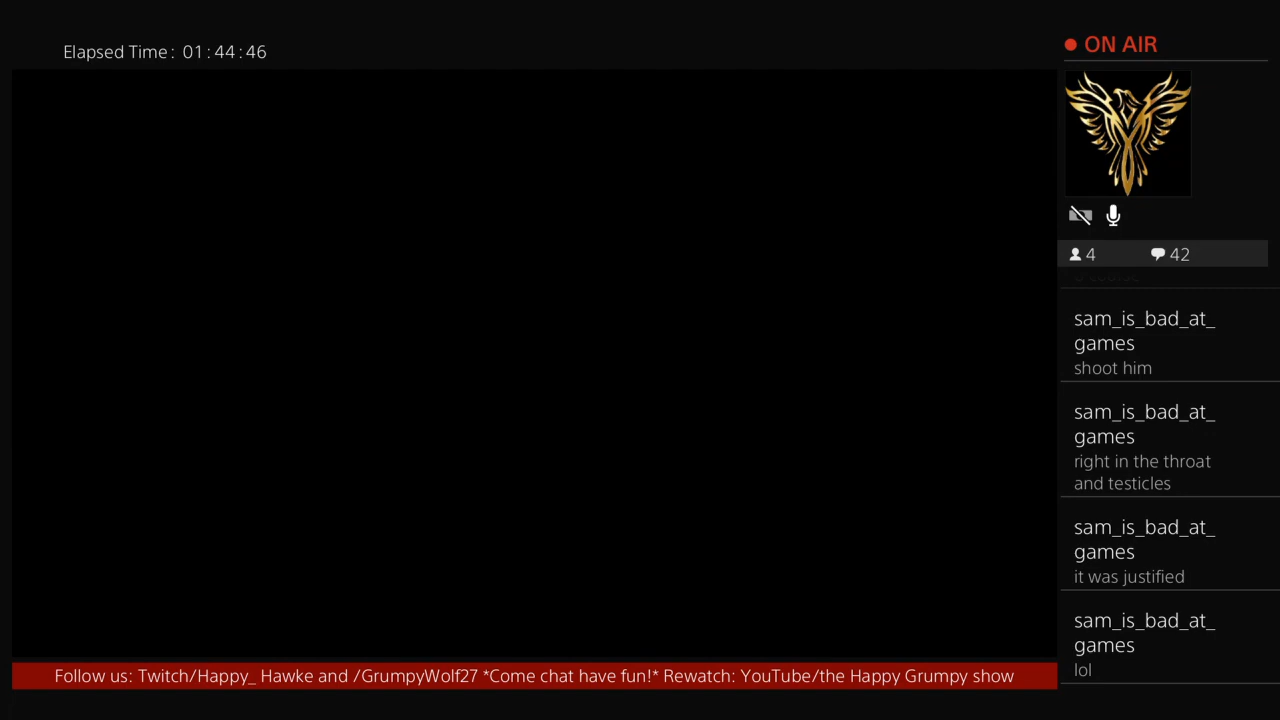 Elapsed Time: 01:44:46
ON AIR
4 42
sam_is_bad_at_
games
shoot him
sam_is_bad_at_
games
right in the throat
and testicles
sam_is_bad_at_
games
it was justified
sam_is_bad_at_
games
lol
Follow us: Twitch/Happy_ Hawke and /GrumpyWolf27 *Come chat have fun!* Rewatch: YouTube/the Happy Grumpy show